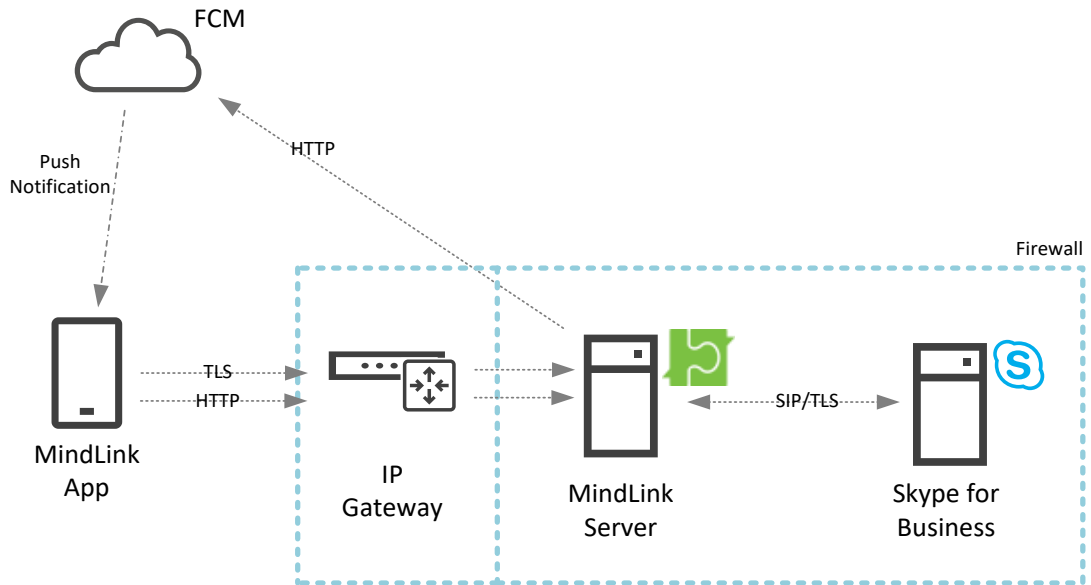 FCM
HTTP
Push
Notification
Firewall
TLS
HTTP
SIP/TLS
MindLink
App
IP
Gateway
MindLink
Server
Skype for
Business
S